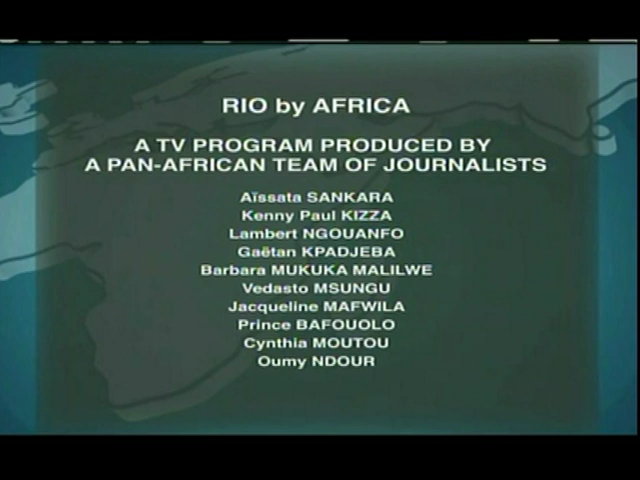 RIO by AFRICA
A TV PROGRAM PRODUCED BY
A PAN-AFRICAN TEAM OF JOURNALISTS
Aïssata SANKARA
Kenny Paul KIZZA
Lambert NGOUANFO
Gaëtan KPADJEBA
Barbara MUKUKA MALILWE
Vedasto MSUNGU
Jacqueline MAFWILA
Prince BAFOUOLO
Cynthia MOUTOU
Oumy NDOUR